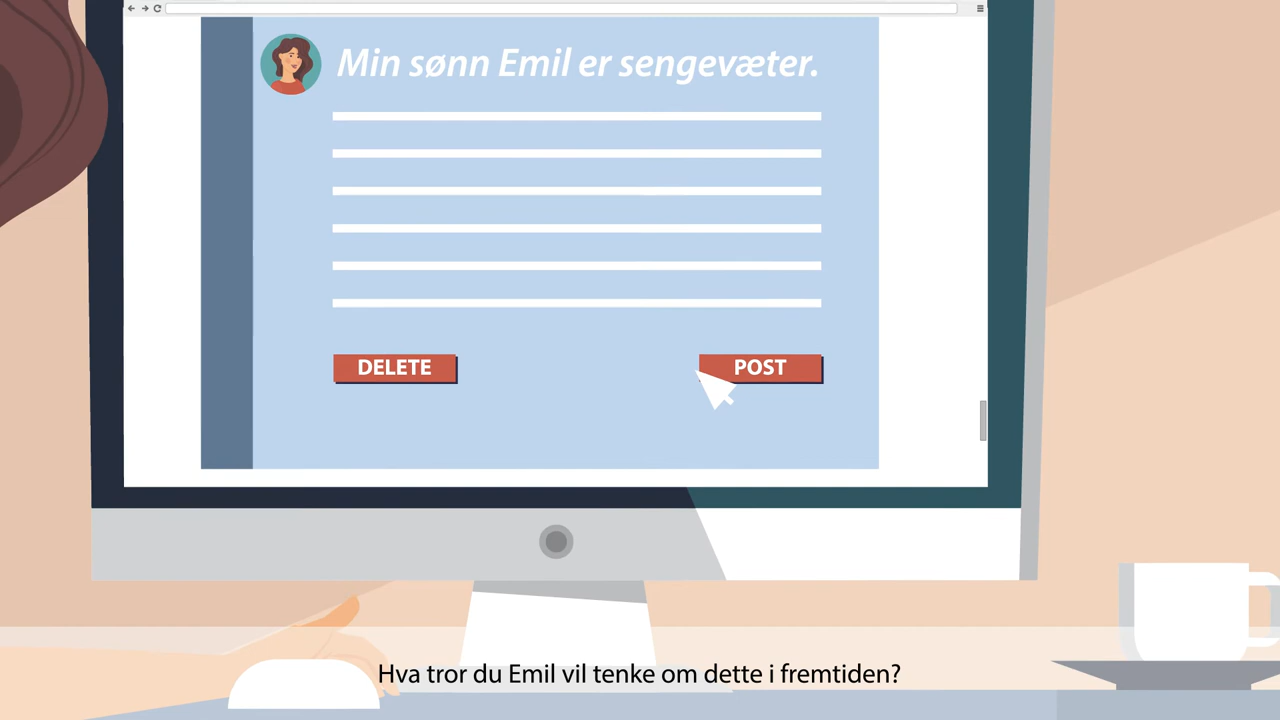 Min sønn Emil er sengevæter.
DELETE
POST
Hva tror du Emil vil tenke om dette i fremtiden?